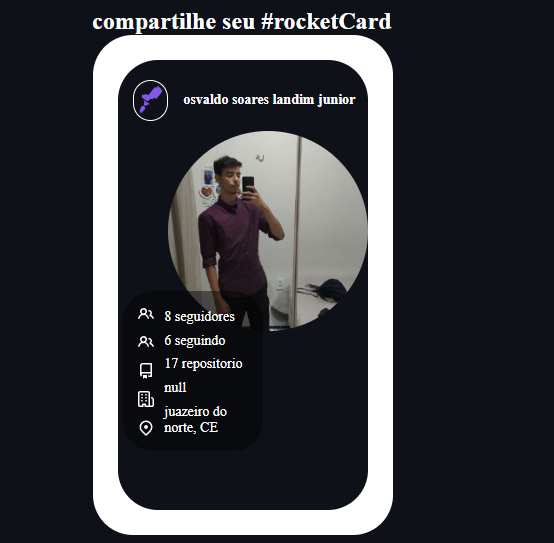 compartilhe seu #rocketCard
osvaldo soares landim junior
8 seguidores
6 seguindo
17 repositorio
null
juazeiro do
norte, CE